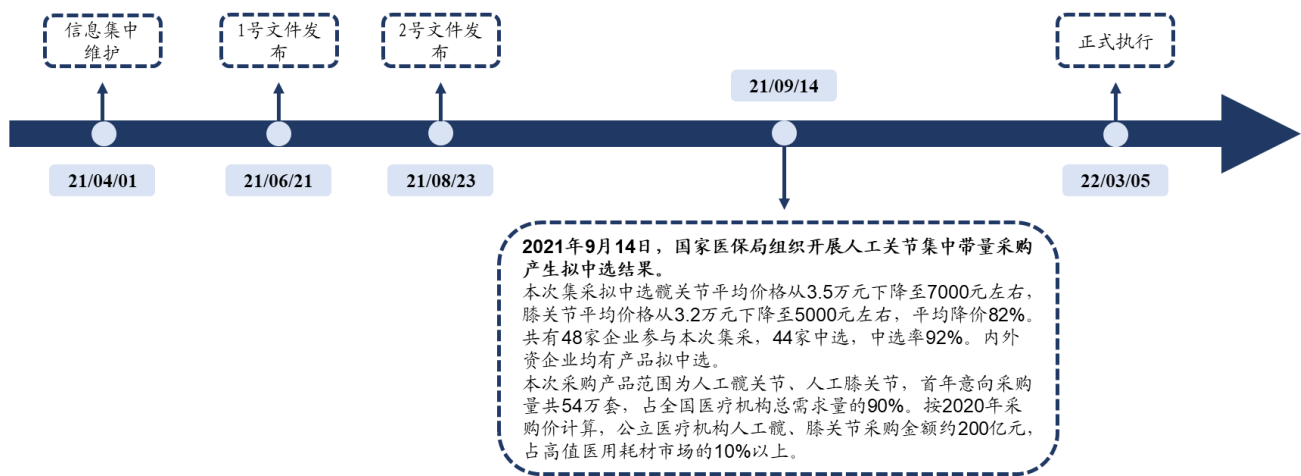 信息集中
维护
1号文件发
布
2号文件发
布
正式执行
21/09/14
21/04/01
21/06/21
21/08/23
22/03/05
2021年9月14日，国家医保局组织开展人工关节集中带量采购
产生拟中选结果。
本次集采拟中选髋关节平均价格从3.5万元下降至7000元左右，
膝关节平均价格从3.2万元下降至5000元左右，平均降价82%。
共有48家企业参与本次集采，44家中选，中选率92%。内外
资企业均有产品拟中选。
本次采购产品范围为人工髋关节、人工膝关节，首年意向采购
量共54万套，占全国医疗机构总需求量的90%。按2020年采
购价计算，公立医疗机构人工髋、膝关节采购金额约200亿元，
占高值医用耗材市场的10%以上。